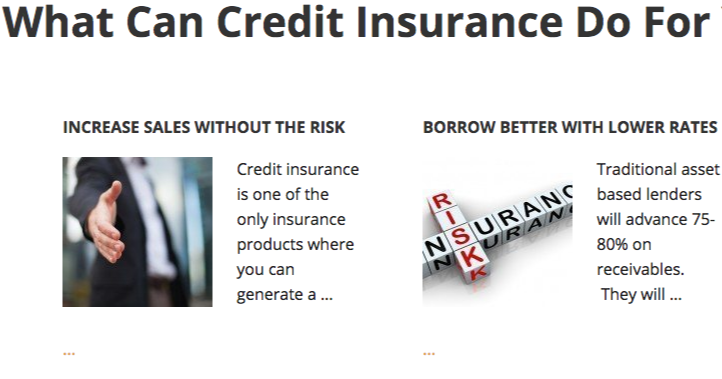 What Can Credit Insurance Do For
INCREASE SALES WITHOUT THE RISK
Credit insurance
is one of the
only insurance
products where
you can
generate a ...
...
BORROW BETTER WITH LOWER RATES
RISK
INSURANC
Traditional asset
based lenders
will advance 75-
80% on
receivables.
They will ...
...